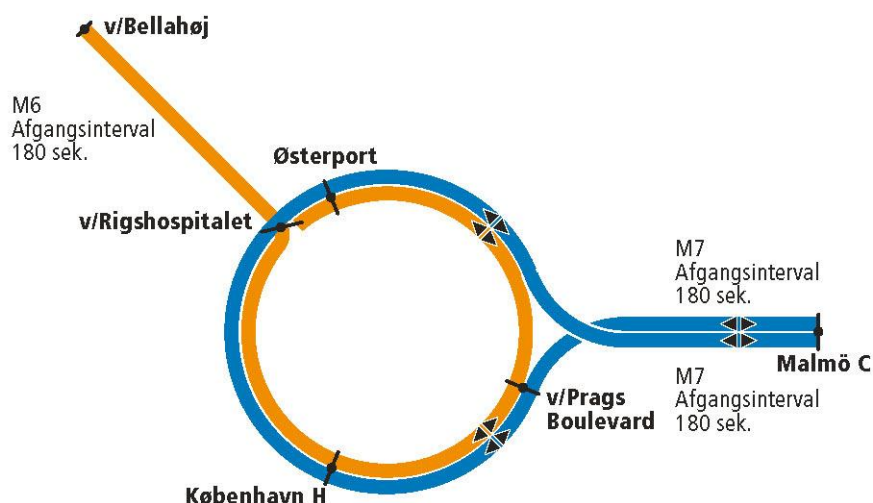 v/Bellahøj
M6
Afgangsinterval
180 sek.
Østerport
v/Rigshospitalet
M7
Afgangsinterval
180 sek.
Malmö C
M7
Afgangsinterval
180 sek.
v/Prags
Boulevard
København H